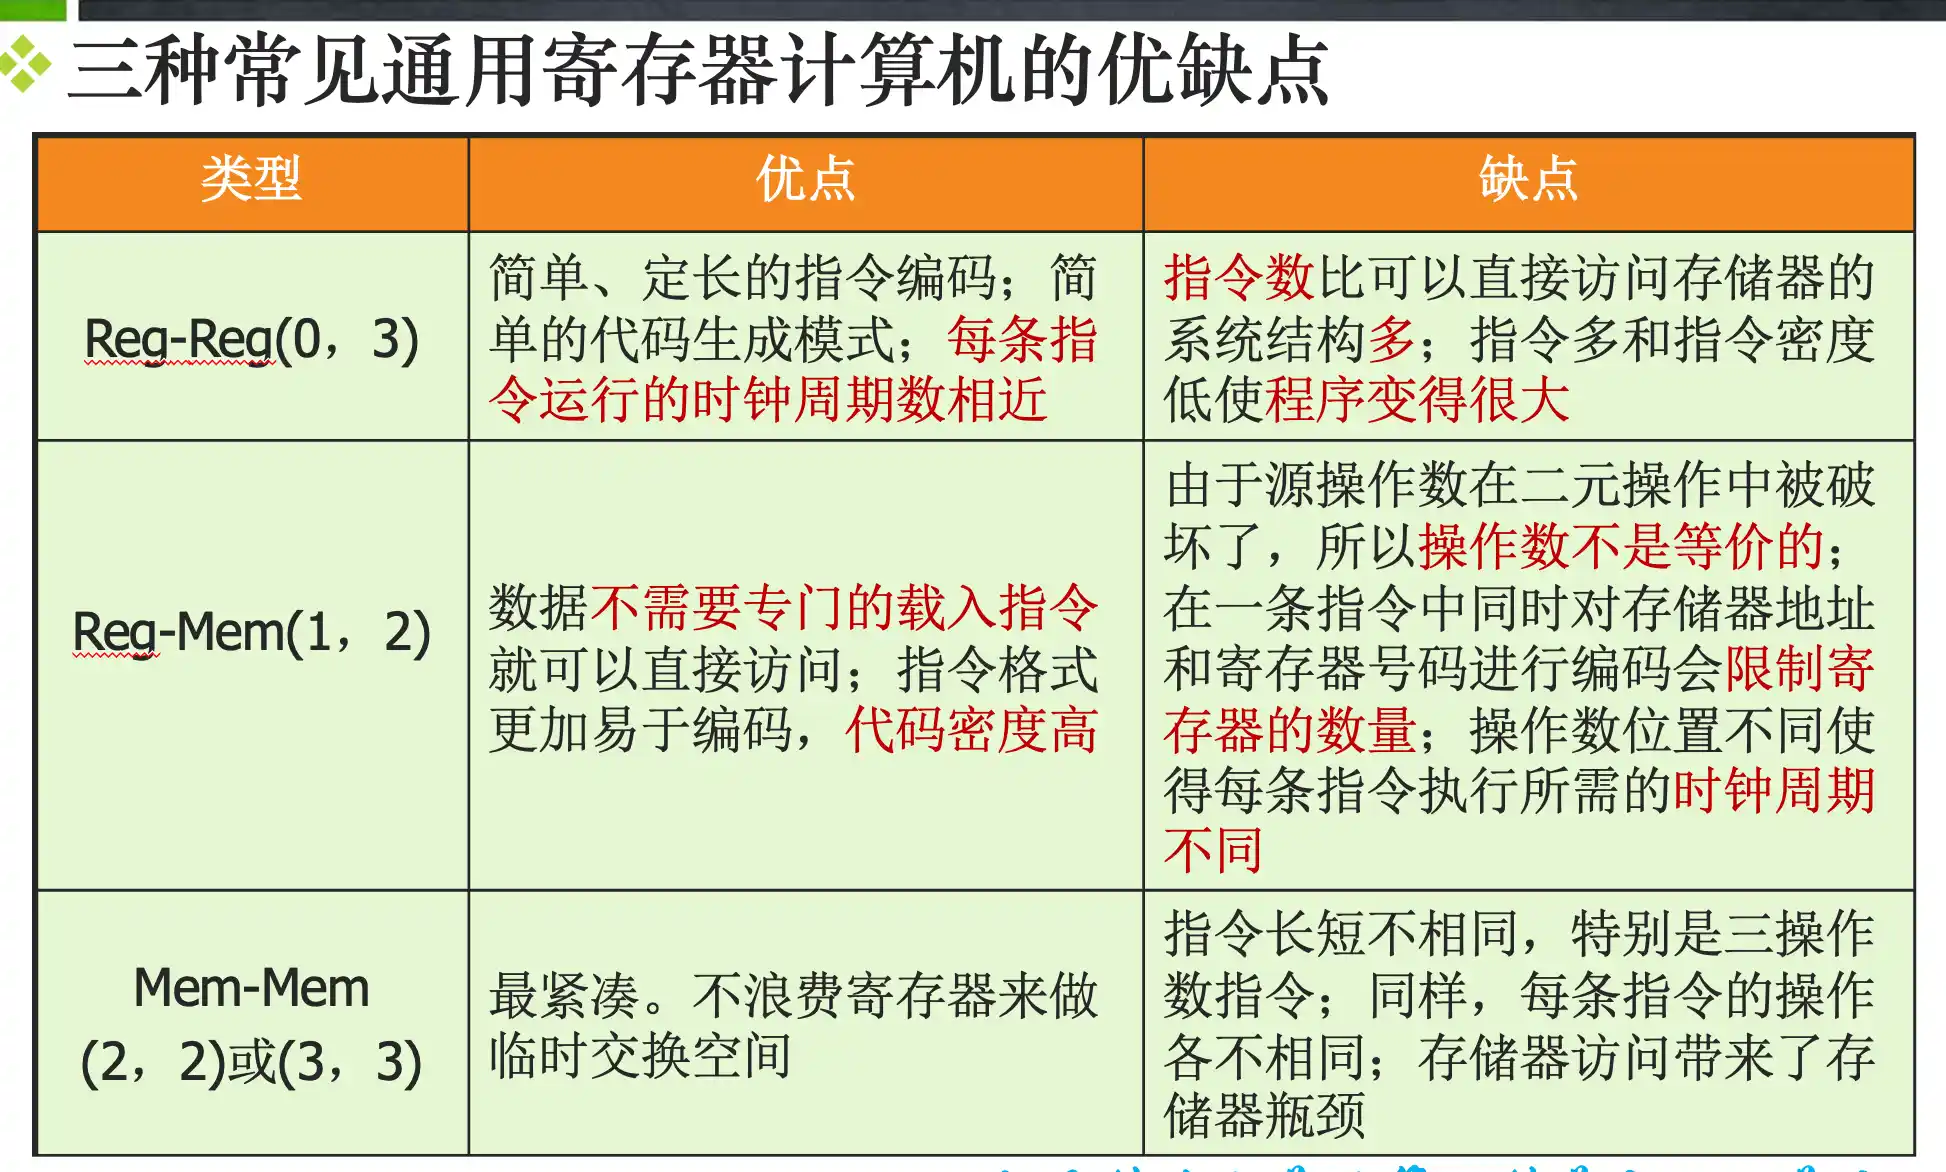 三种常见通用寄存器计算机的优缺点
类型
优点
缺点
Reg-Reg(0，3)
简单、定长的指令编码；简
单的代码生成模式；每条指
令运行的时钟周期数相近
指令数比可以直接访问存储器的
系统结构多；指令多和指令密度
低使程序变得很大
Reg-Mem(1，2)
数据不需要专门的载入指令
就可以直接访问；指令格式
更加易于编码，代码密度高
由于源操作数在二元操作中被破
坏了，所以操作数不是等价的；
在一条指令中同时对存储器地址
和寄存器号码进行编码会限制寄
存器的数量；操作数位置不同使
得每条指令执行所需的时钟周期
不同
Mem-Mem
(2，2)或(3，3)
最紧凑。不浪费寄存器来做
临时交换空间
指令长短不相同，特别是三操作
数指令；同样，每条指令的操作
各不相同；存储器访问带来了存
储器瓶颈